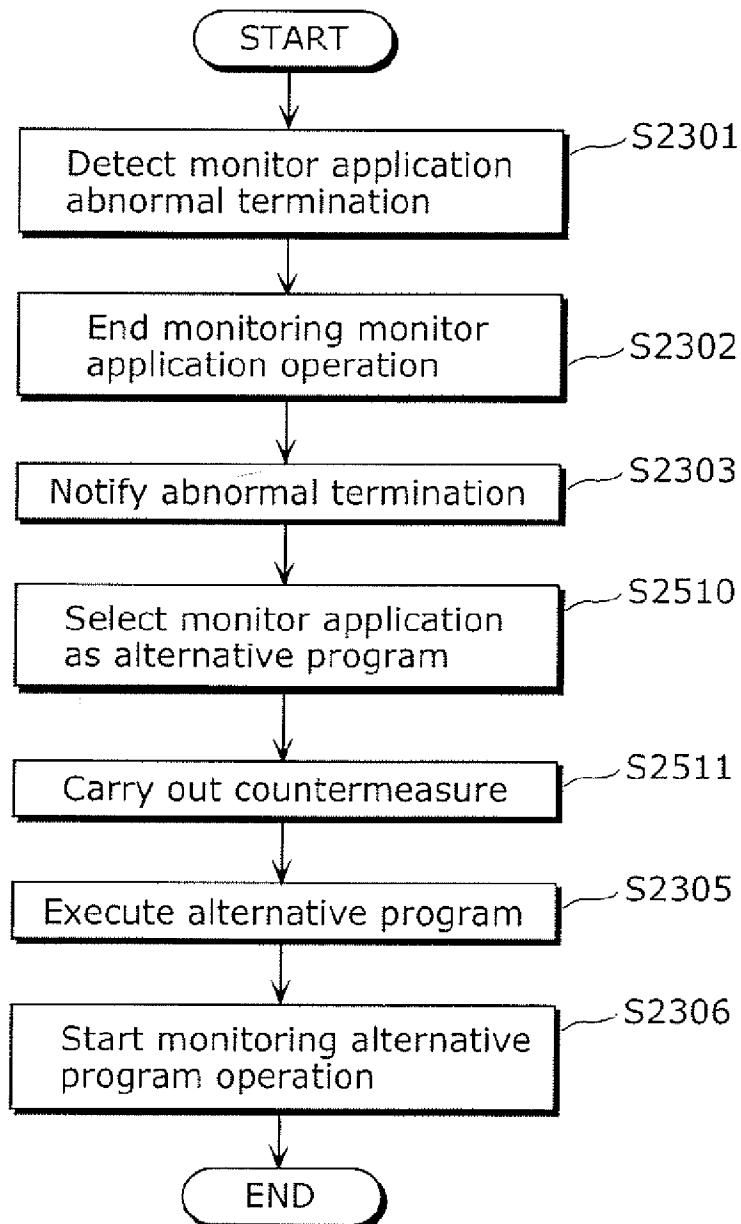 START
S2301
Detect monitor application
abnormal termination
End monitoring monitor
application operation
S2302
Notify abnormal termination
S2303
S2510
Select monitor application
as alternative program
Carry out countermeasure
S2511
Execute alternative program
S2305
S2306
Start monitoring alternative
program operation
END